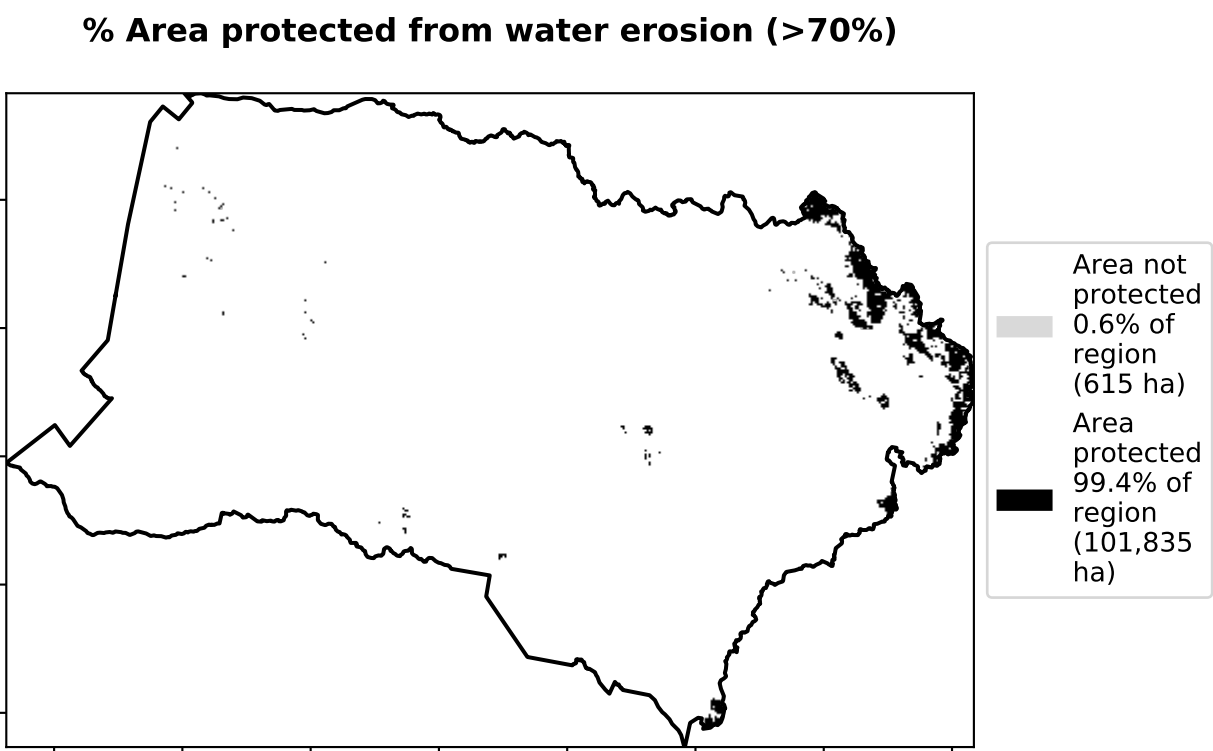 % Area protected from water erosion (>70%)
Area not
protected
0.6% of
region
(615 ha)
Area
protected
99.4% of
region
(101,835
ha)